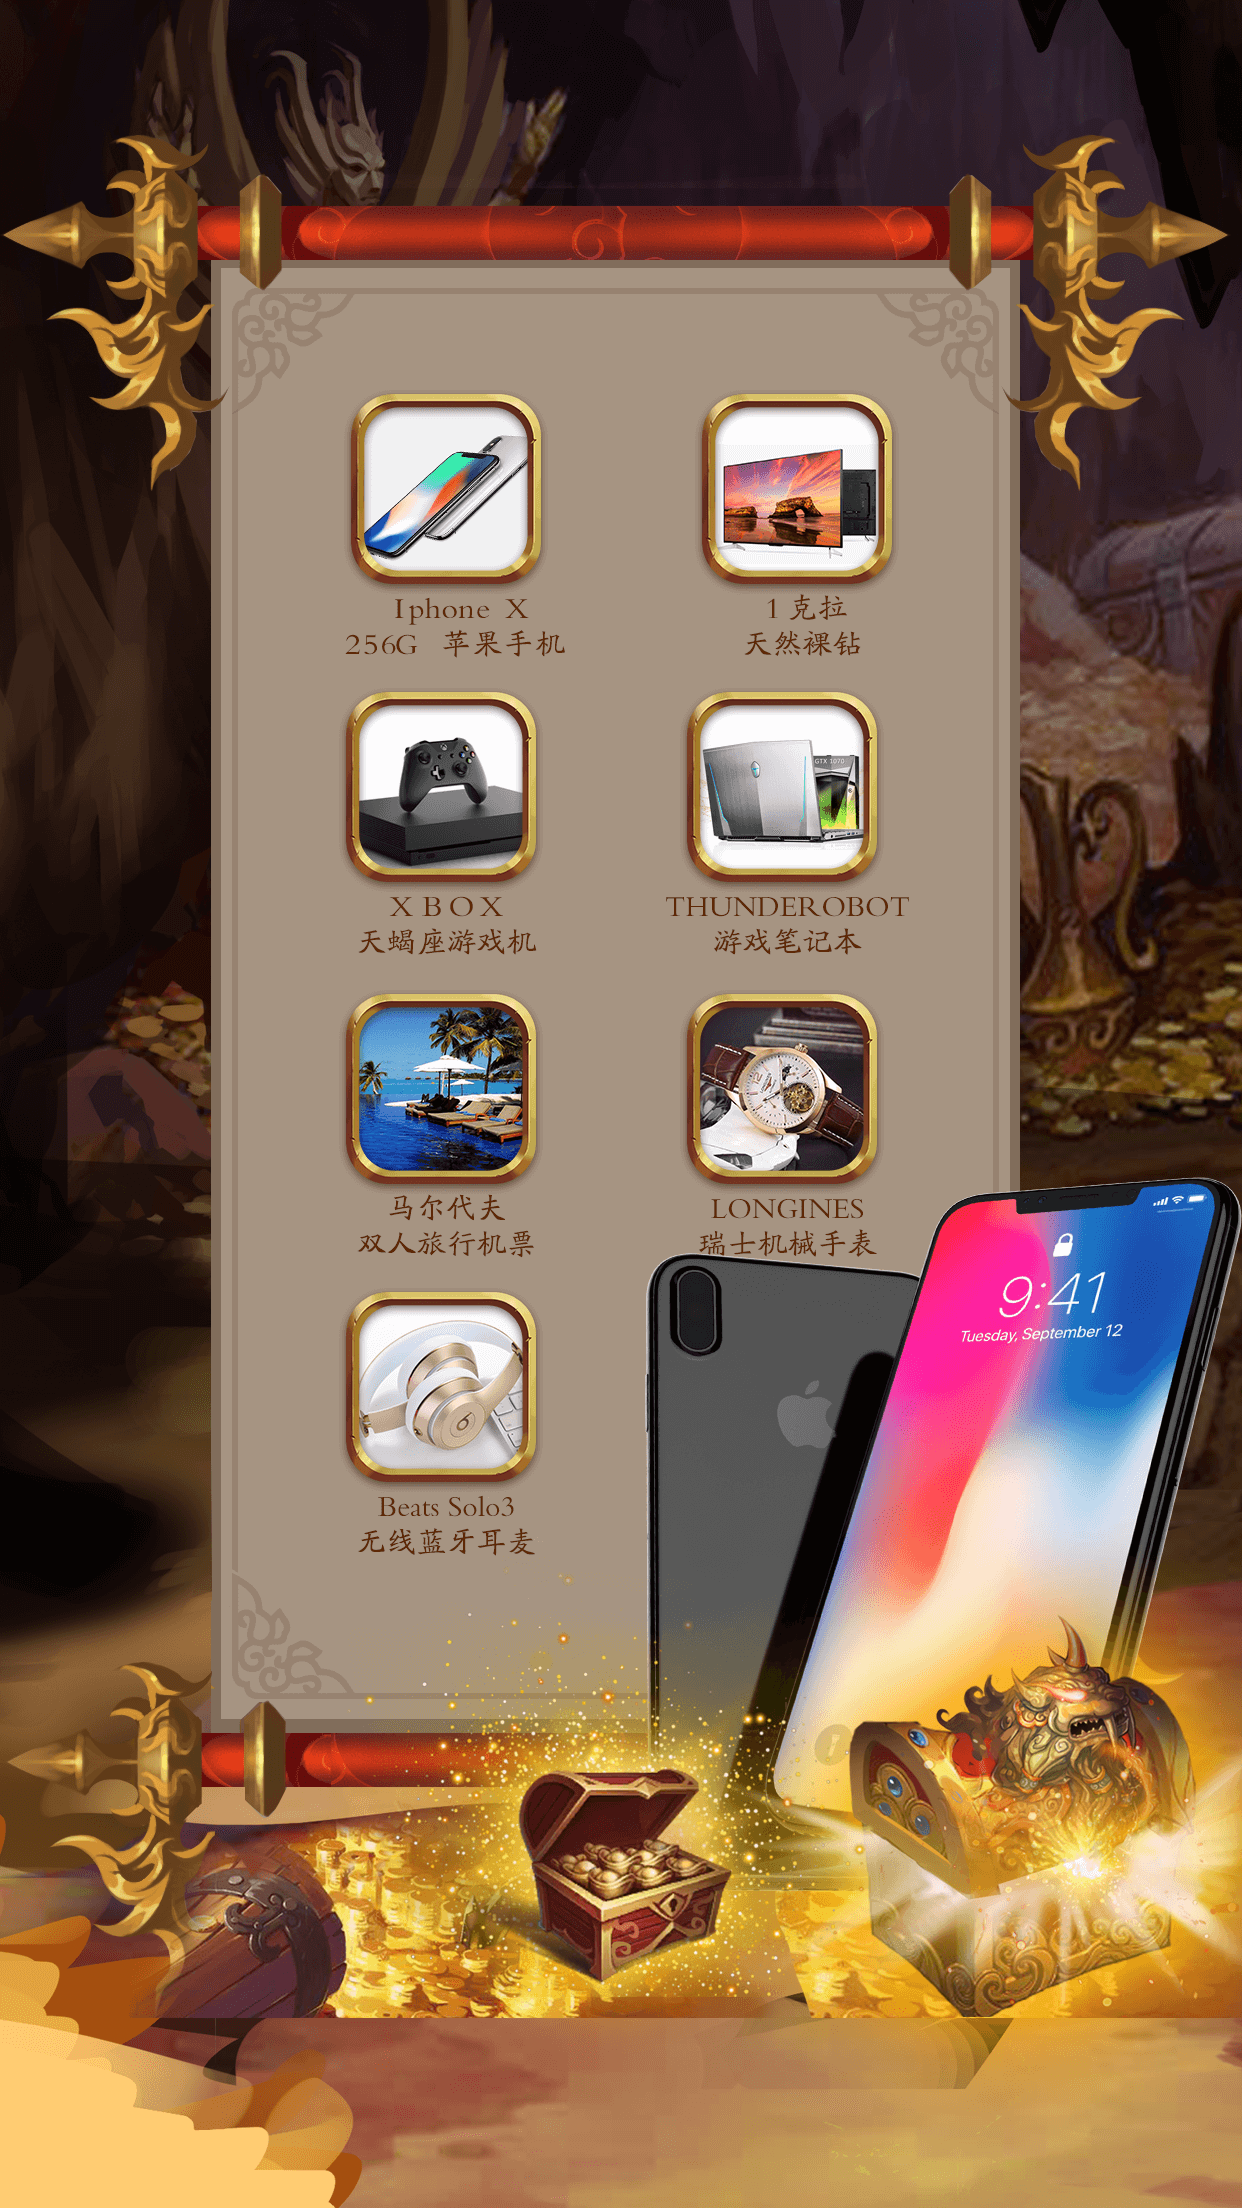 Iphone X
256G 苹果手机
1克拉
天然裸钻
XBOX
天蝎座游戏机
GTX 1070
THUNDEROBOT
游戏笔记本
马尔代夫
双人旅行机票
LONGINES
瑞士机械手表
9:41
Tuesday, September 12
Beats Solo3
无线蓝牙耳麦